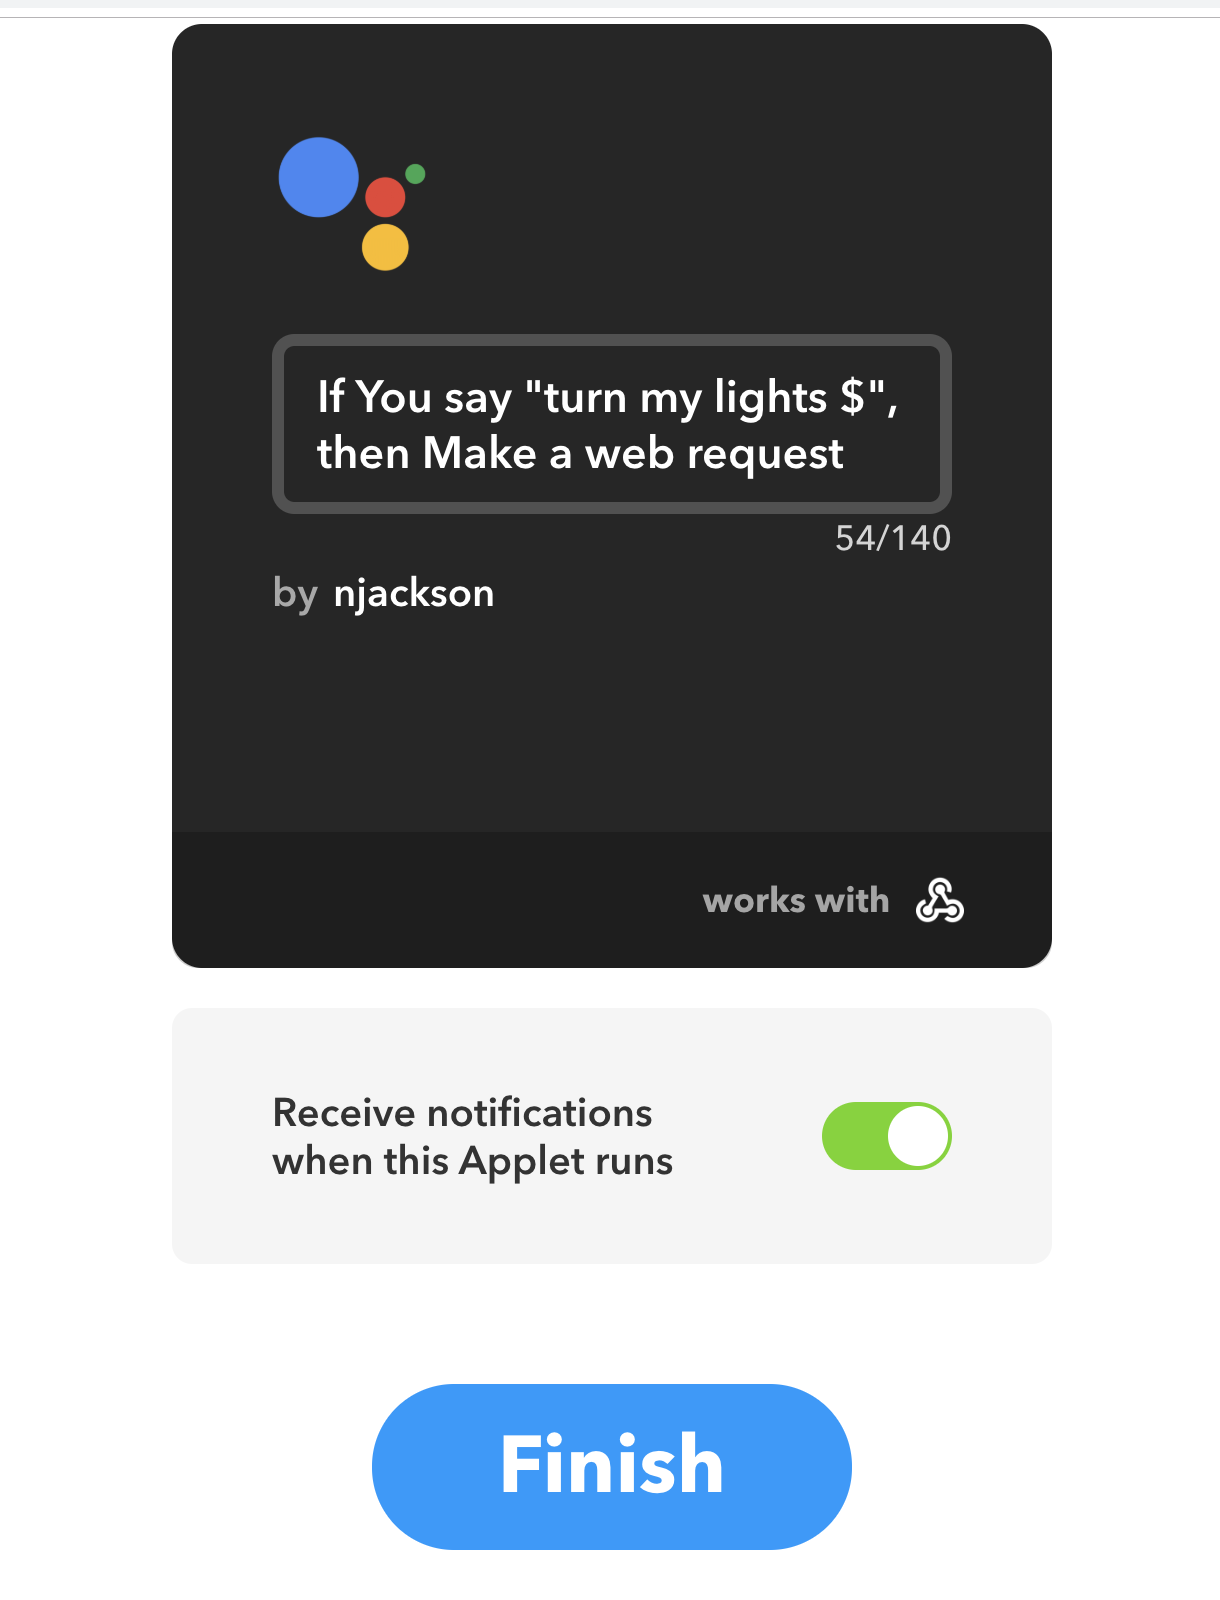 If You say "turn my lights $",
then Make a web request
54/140
by njackson
works with
Receive notifications
when this Applet runs
Finish